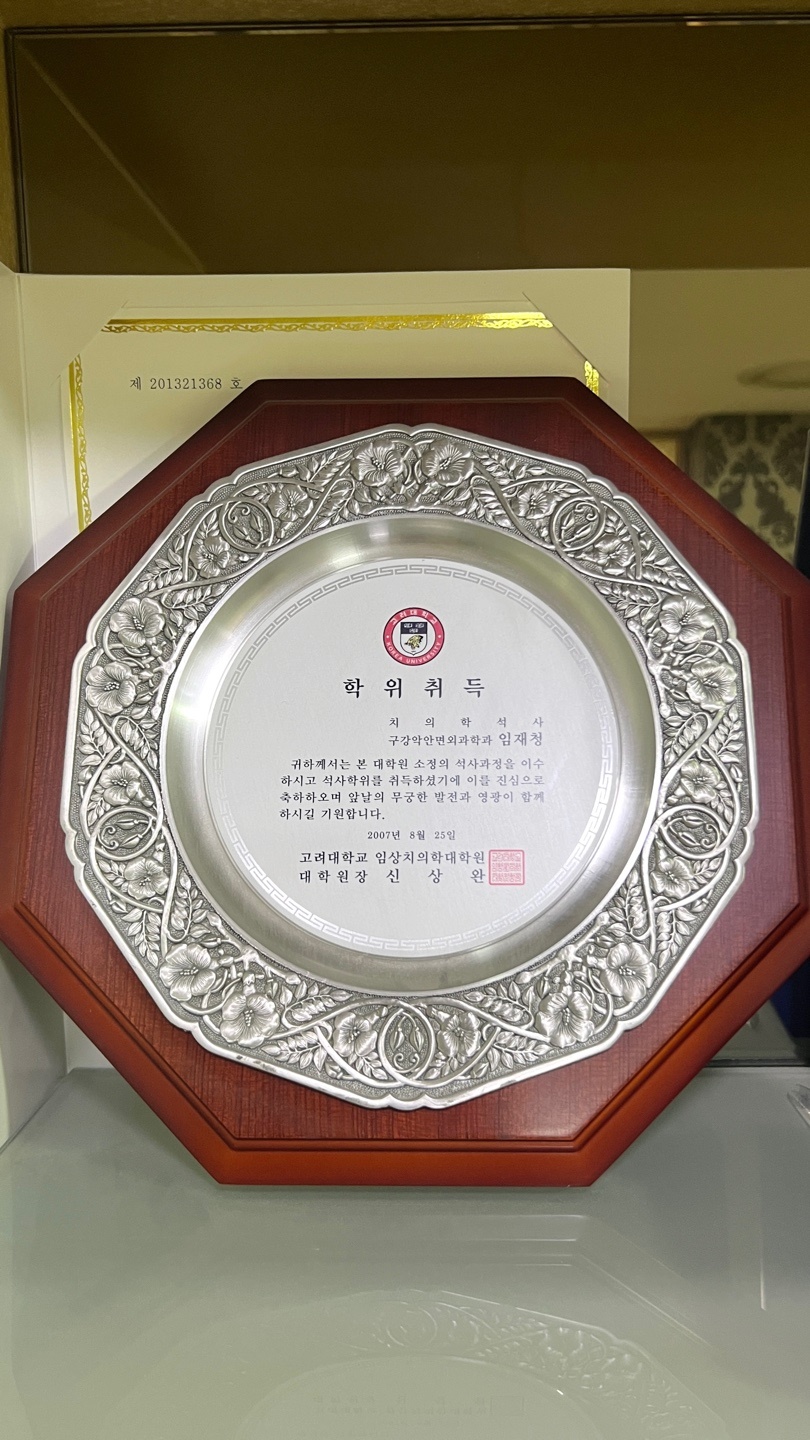 제 201321368 호
고려대학교
KOREA UNIVERSITY
학 위 취 득
치 의 학 석 사
구강악안면외과학과 임재청
귀하께서는 본 대학원 소정의 석사과정을 이수
하시고 석사학위를 취득하셨기에 이를 진심으로
축하하오며 앞날의 무궁한 발전과 영광이 함께
하시길 기원합니다.
2007년 8월 25일
고려대학교 임상치의학대학원
대학원장 신 상 완